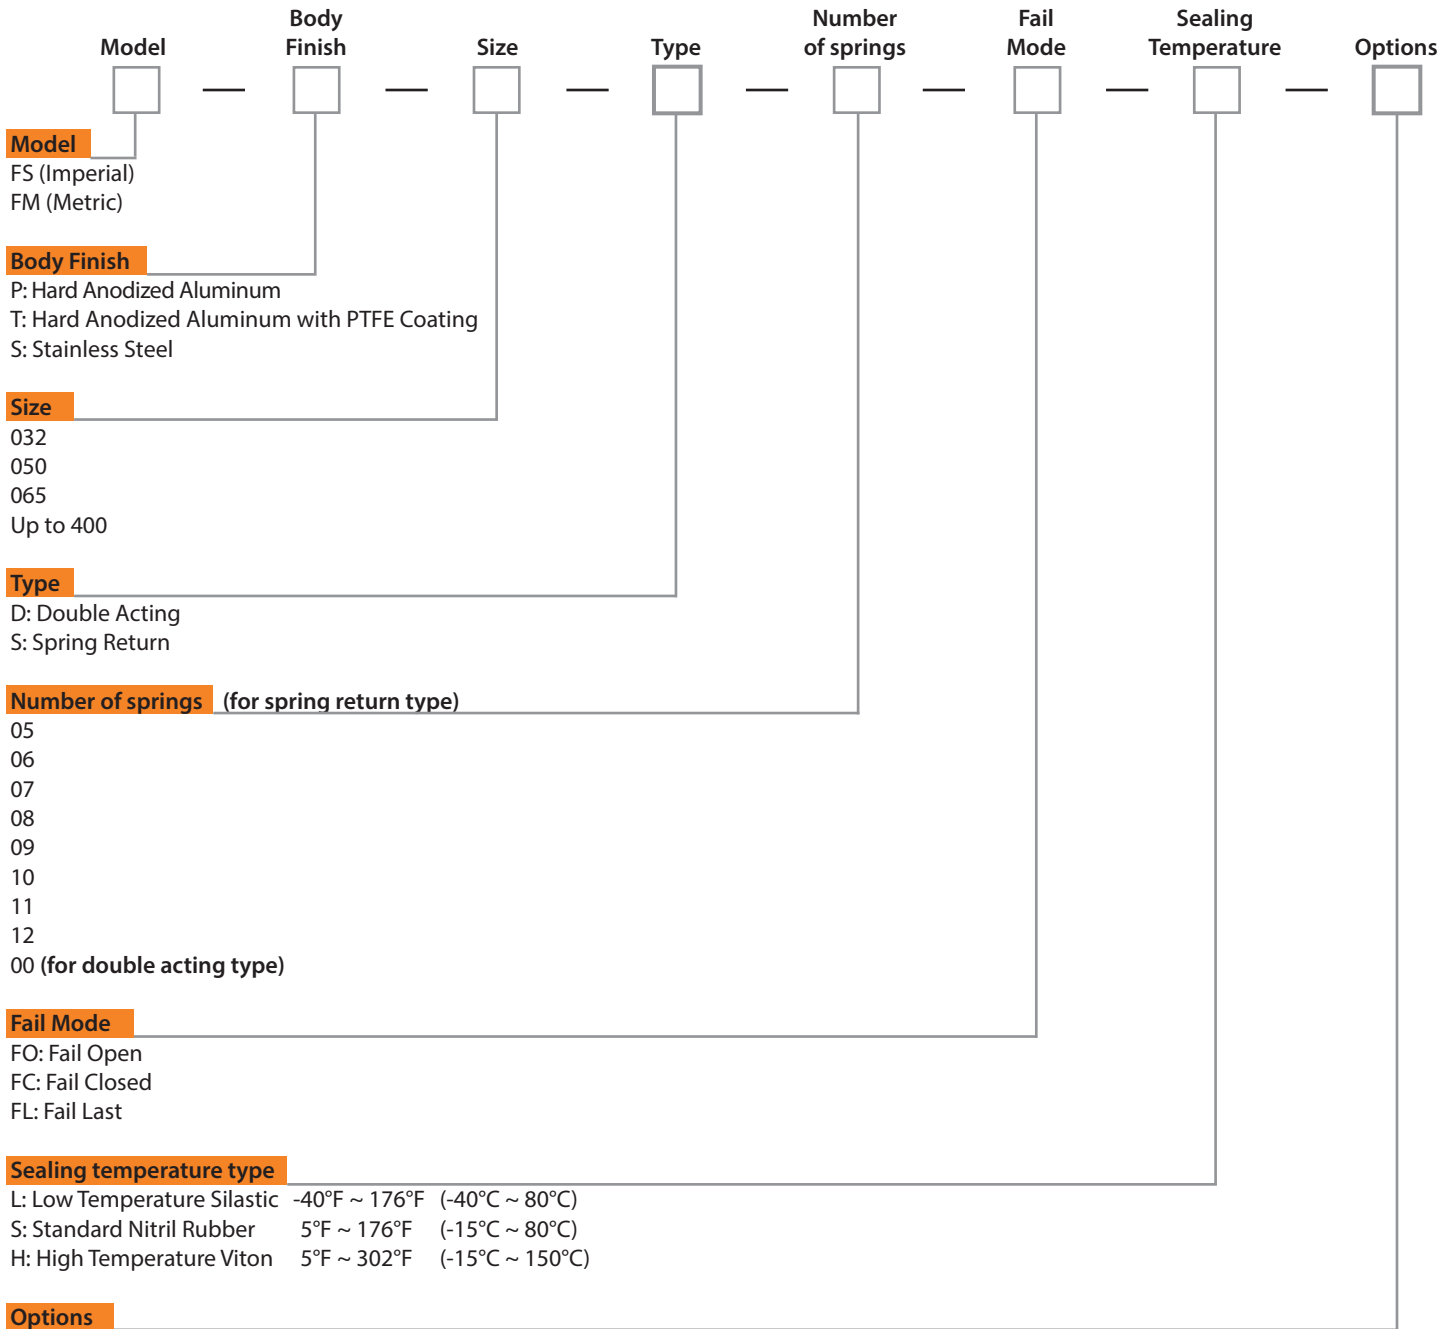 Model
Body
Finish
Size
Type
Number
of springs
Fail
Mode
Sealing
Temperature
Options
Model
FS (Imperial)
FM (Metric)
Body Finish
P: Hard Anodized Aluminum
T: Hard Anodized Aluminum with PTFE Coating
S: Stainless Steel
Size
032
050
065
Up to 400
Type
D: Double Acting
S: Spring Return
Number of springs (for spring return type)
05
06
07
08
09
10
11
12
00 (for double acting type)
Fail Mode
FO: Fail Open
FC: Fail Closed
FL: Fail Last
Sealing temperature type
L: Low Temperature Silastic -40°F ~ 176°F (-40°C ~ 80°C)
S: Standard Nitril Rubber 5°F ~ 176°F (-15°C ~ 80°C)
H: High Temperature Viton 5°F ~ 302°F (-15°C ~ 150°C)
Options